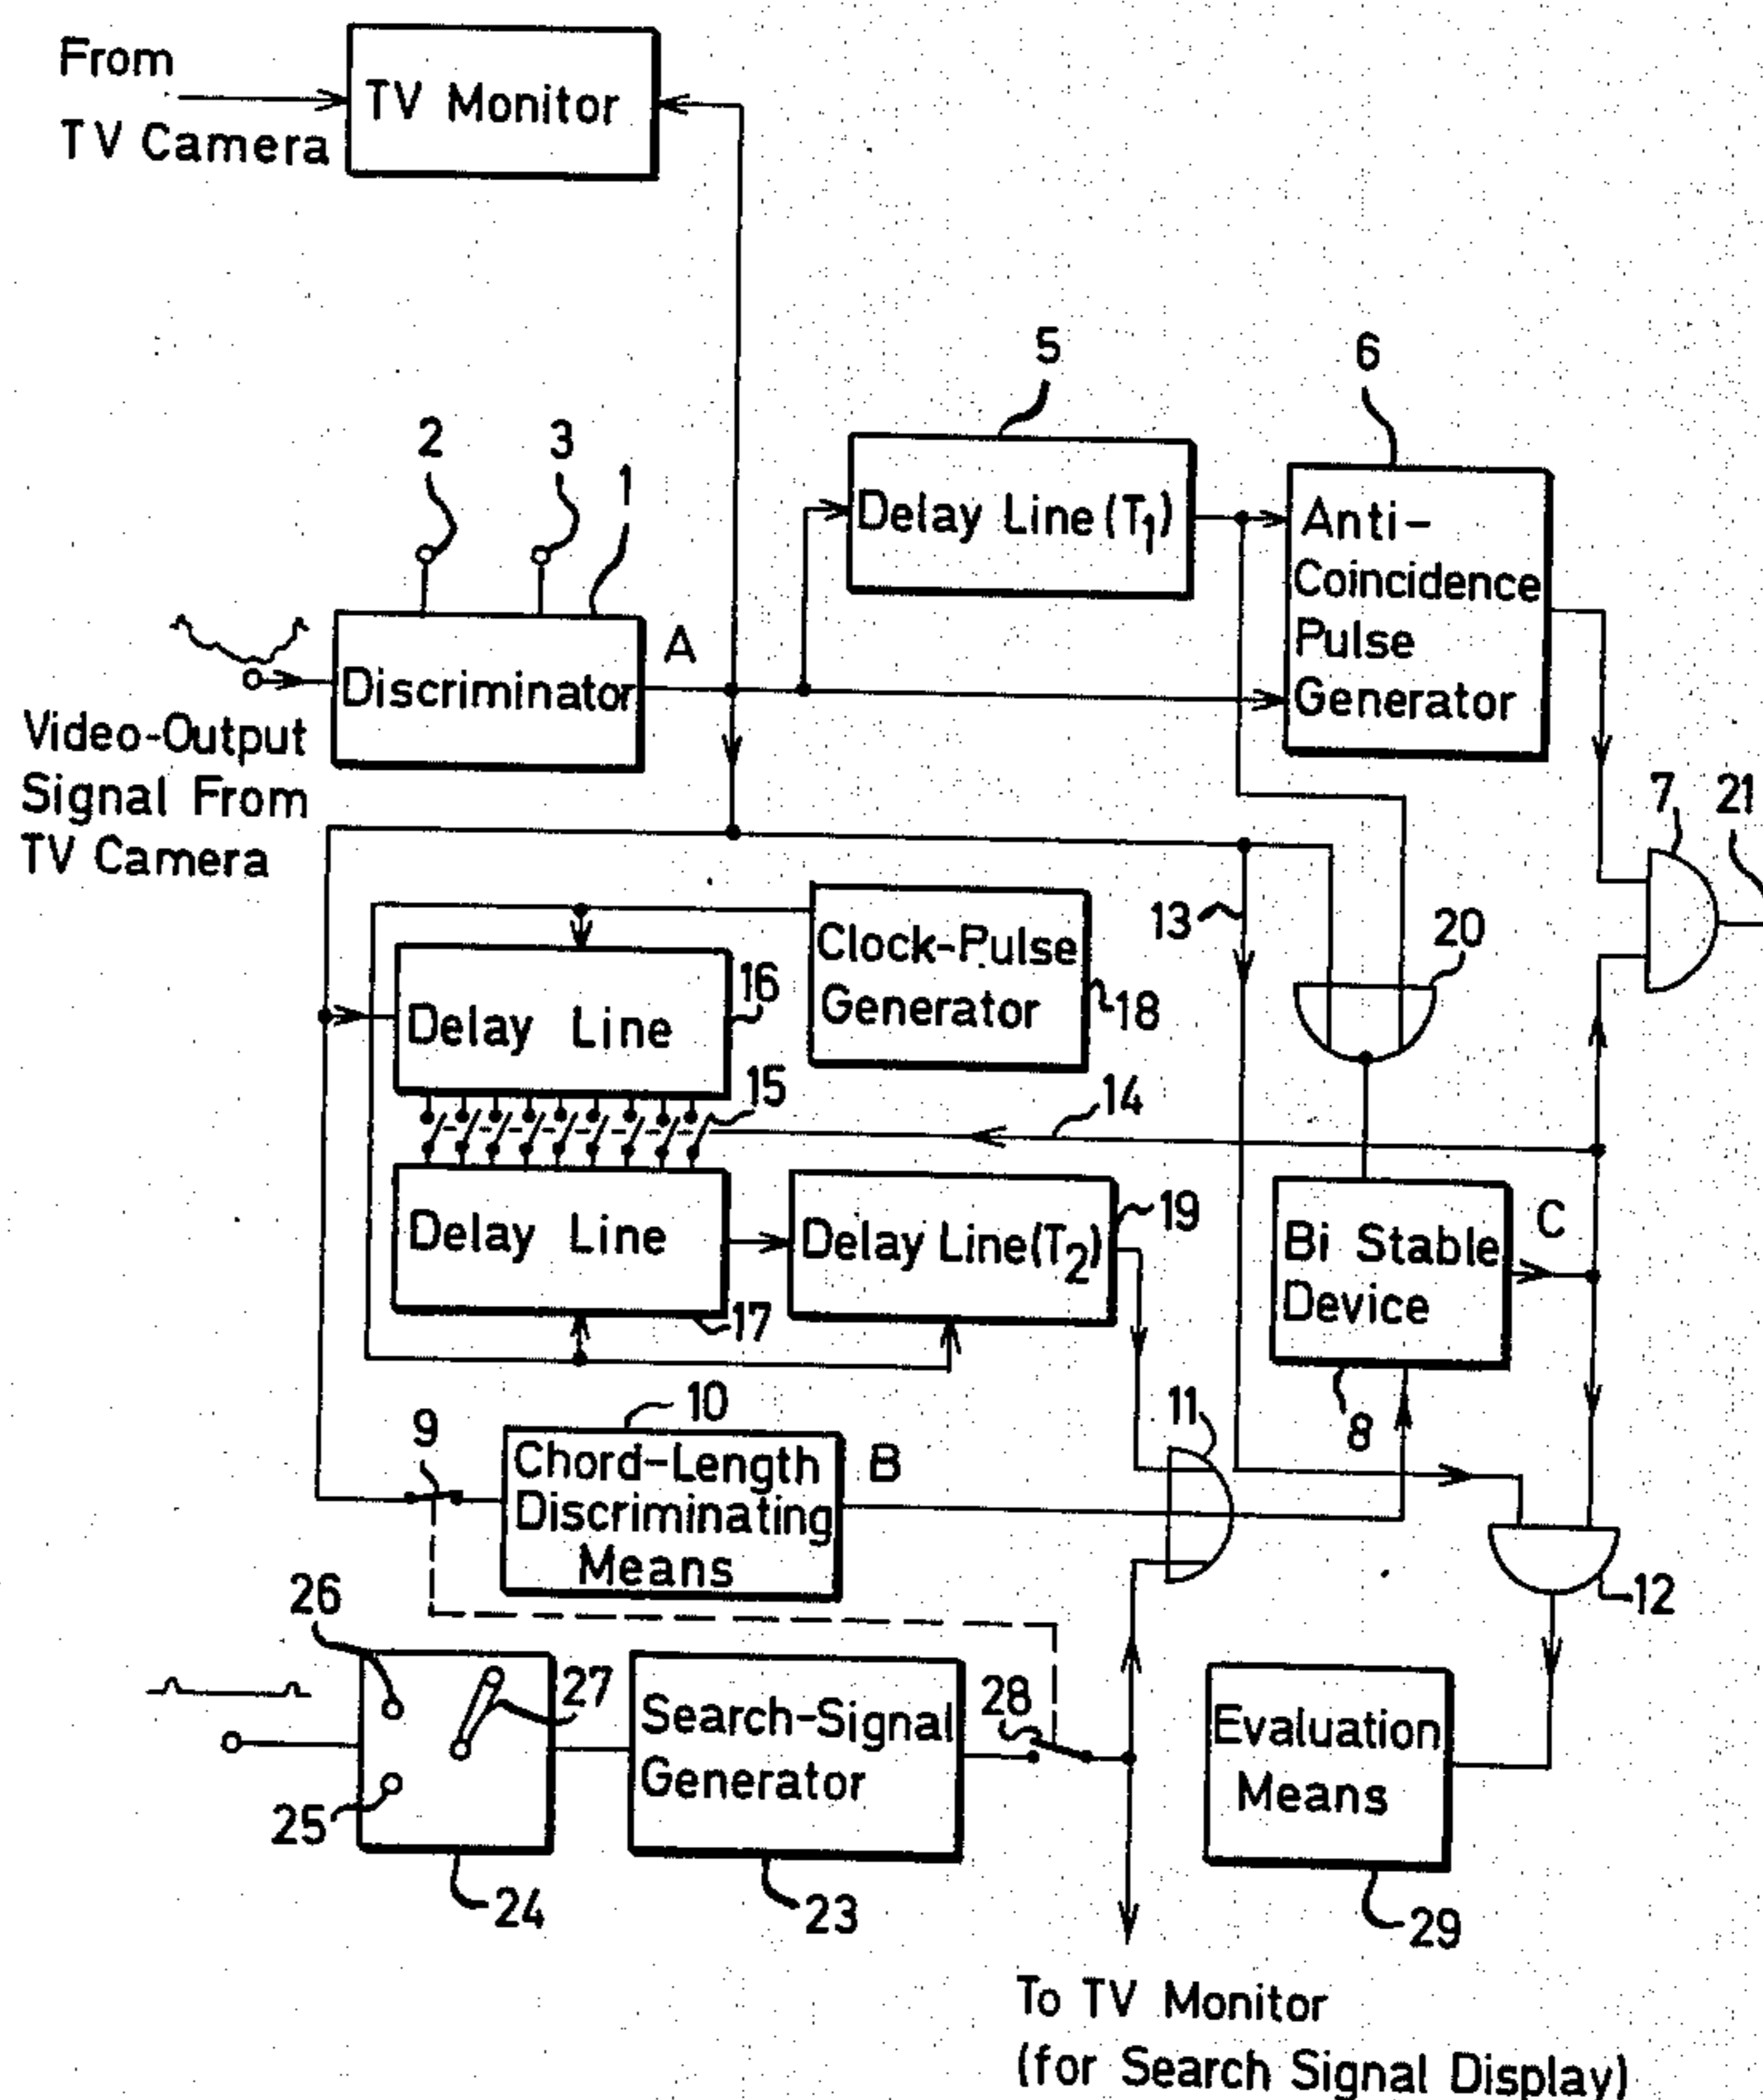 From
TV Camera
TV Monitor
5
6
2
3
1
Delay Line (T1)
Anti-
Coincidence
Pulse
Generator
A
Discriminator
Video-Output
Signal From
TV Camera
7
21
Clock-Pulse
Generator
13
20
16
18
Delay Line
15
14
Delay Line
Delay Line(T2)
19
Bi Stable
Device
C
17
8
9
10
11
Chord-Length
Discriminating
Means
B
12
26
27
28
Search-Signal
Generator
Evaluation
Means
25
24
23
29
To TV Monitor
(for Search Signal Display)